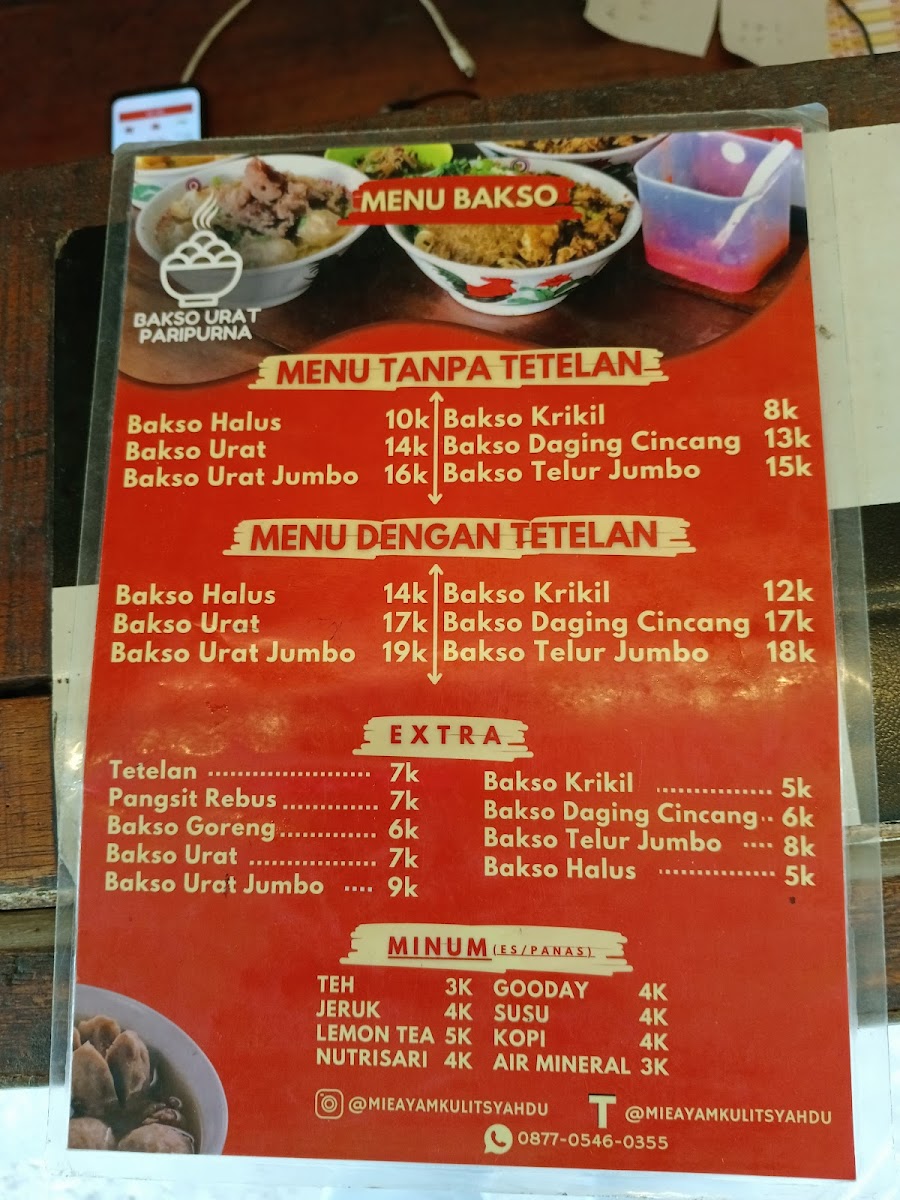 MENU BAKSO
BAKSO URAT
PARIPURNA
MENU TANPA TETELAN
Bakso Halus 10k
Bakso Urat 14k
Bakso Urat Jumbo 16k
Bakso Krikil 8k
Bakso Daging Cincang 13k
Bakso Telur Jumbo 15k
MENU DENGAN TETELAN
Bakso Halus 14k
Bakso Urat 17k
Bakso Urat Jumbo 19k
Bakso Krikil 12k
Bakso Daging Cincang 17k
Bakso Telur Jumbo 18k
EXTRA
Tetelan ........................ 7k
Pangsit Rebus .............. 7k
Bakso Goreng .............. 6k
Bakso Urat ................... 7k
Bakso Urat Jumbo .... 9k
Bakso Krikil ................. 5k
Bakso Daging Cincang .. 6k
Bakso Telur Jumbo .... 8k
Bakso Halus ................. 5k
MINUM (ES/PANAS)
TEH 3K
JERUK 4K
LEMON TEA 5K
NUTRISARI 4K
GOODAY 4K
SUSU 4K
KOPI 4K
AIR MINERAL 3K
@MIEAYAMKULITSYAHDU
T @MIEAYAMKULITSYAHDU
0877-0546-0355